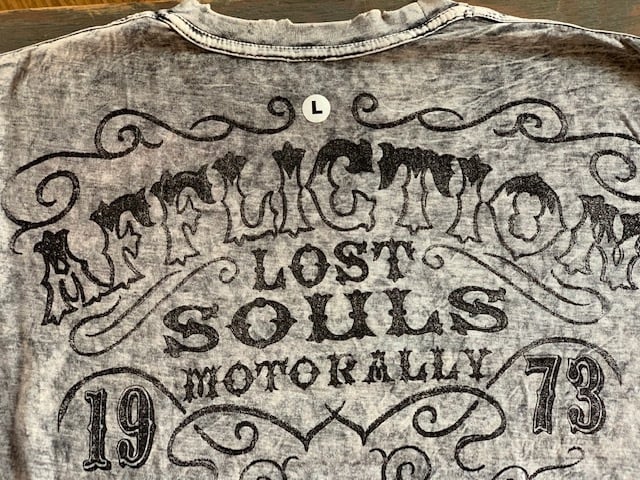 L
AFFLICTION
LOST
SOULS
MOTORALLY
19 73